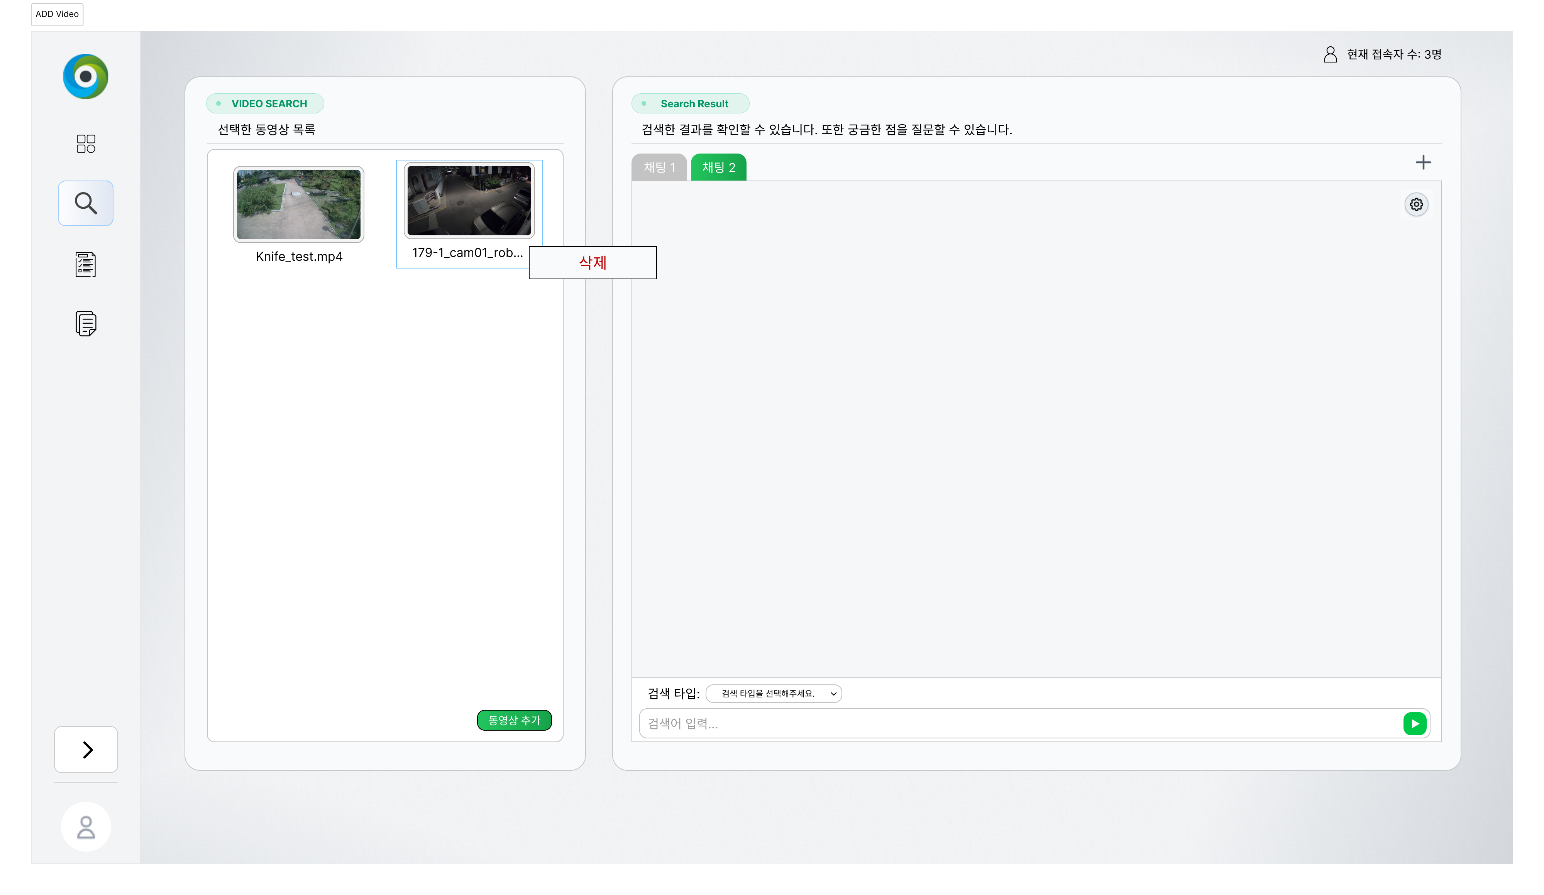 ADD Video
현재 접속자 수: 3명
VIDEO SEARCH
선택한 동영상 목록
Knife_test.mp4
179-1_cam01_rob...
삭제
동영상 추가
Search Result
검색한 결과를 확인할 수 있습니다. 또한 궁금한 점을 질문할 수 있습니다.
채팅 1
채팅 2
검색 타입:
검색 타입을 선택해주세요.
검색어 입력...